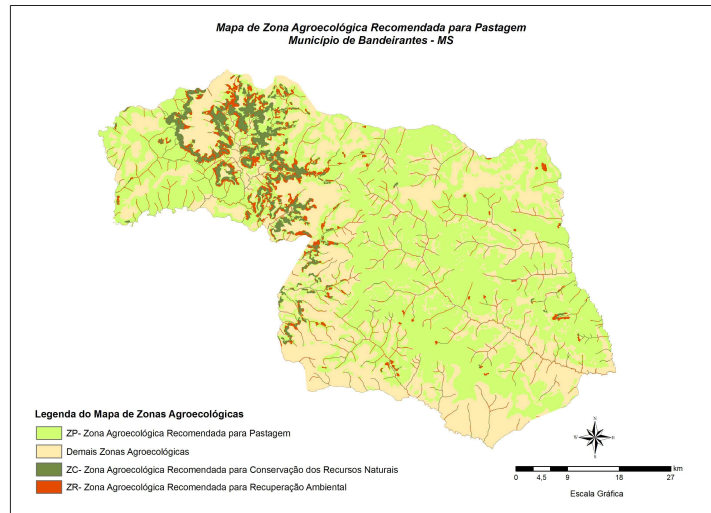 Mapa de Zona Agroecológica Recomendada para Pastagem
Município de Bandeirantes - MS
Legenda do Mapa de Zonas Agroecológicas
ZP- Zona Agroecológica Recomendada para Pastagem
Demais Zonas Agroecológicas
ZC- Zona Agroecológica Recomendada para Conservação dos Recursos Naturais
ZR- Zona Agroecológica Recomendada para Recuperação Ambiental
N
S
km
0 4,5 9 18 27
Escala Gráfica